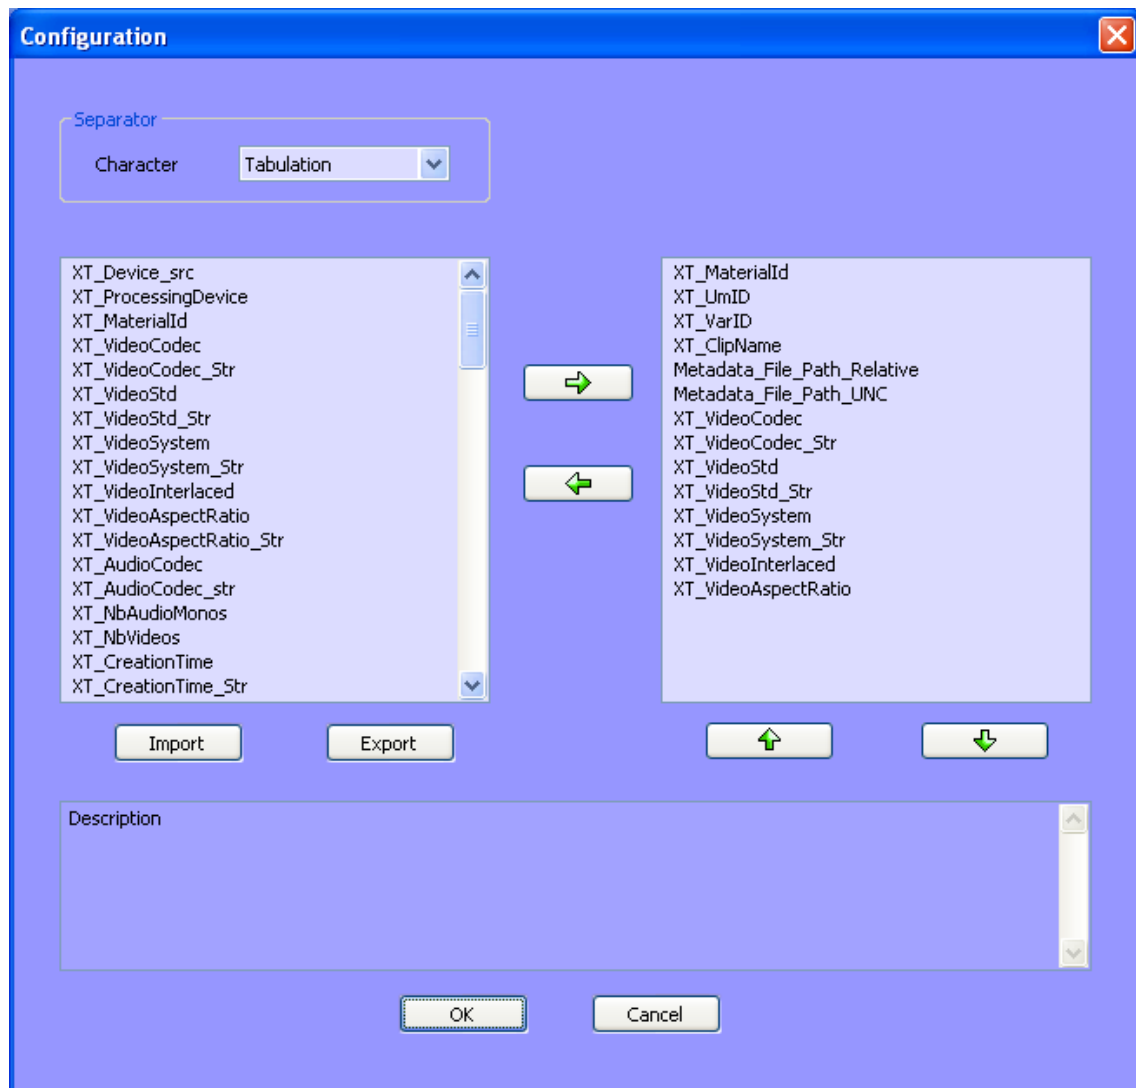 Configuration
Separator
Character
Tabulation
XT_Device_src
XT_ProcessingDevice
XT_MaterialId
XT_VideoCodec
XT_VideoCodec_Str
XT_VideoStd
XT_VideoStd_Str
XT_VideoSystem
XT_VideoSystem_Str
XT_VideoInterlaced
XT_VideoAspectRatio
XT_VideoAspectRatio_Str
XT_AudioCodec
XT_AudioCodec_str
XT_NbAudioMonos
XT_NbVideos
XT_CreationTime
XT_CreationTime_Str
XT_MaterialId
XT_UmID
XT_VarID
XT_ClipName
Metadata_File_Path_Relative
Metadata_File_Path_UNC
XT_VideoCodec
XT_VideoCodec_Str
XT_VideoStd
XT_VideoStd_Str
XT_VideoSystem
XT_VideoSystem_Str
XT_VideoInterlaced
XT_VideoAspectRatio
Import
Export
Description
OK
Cancel